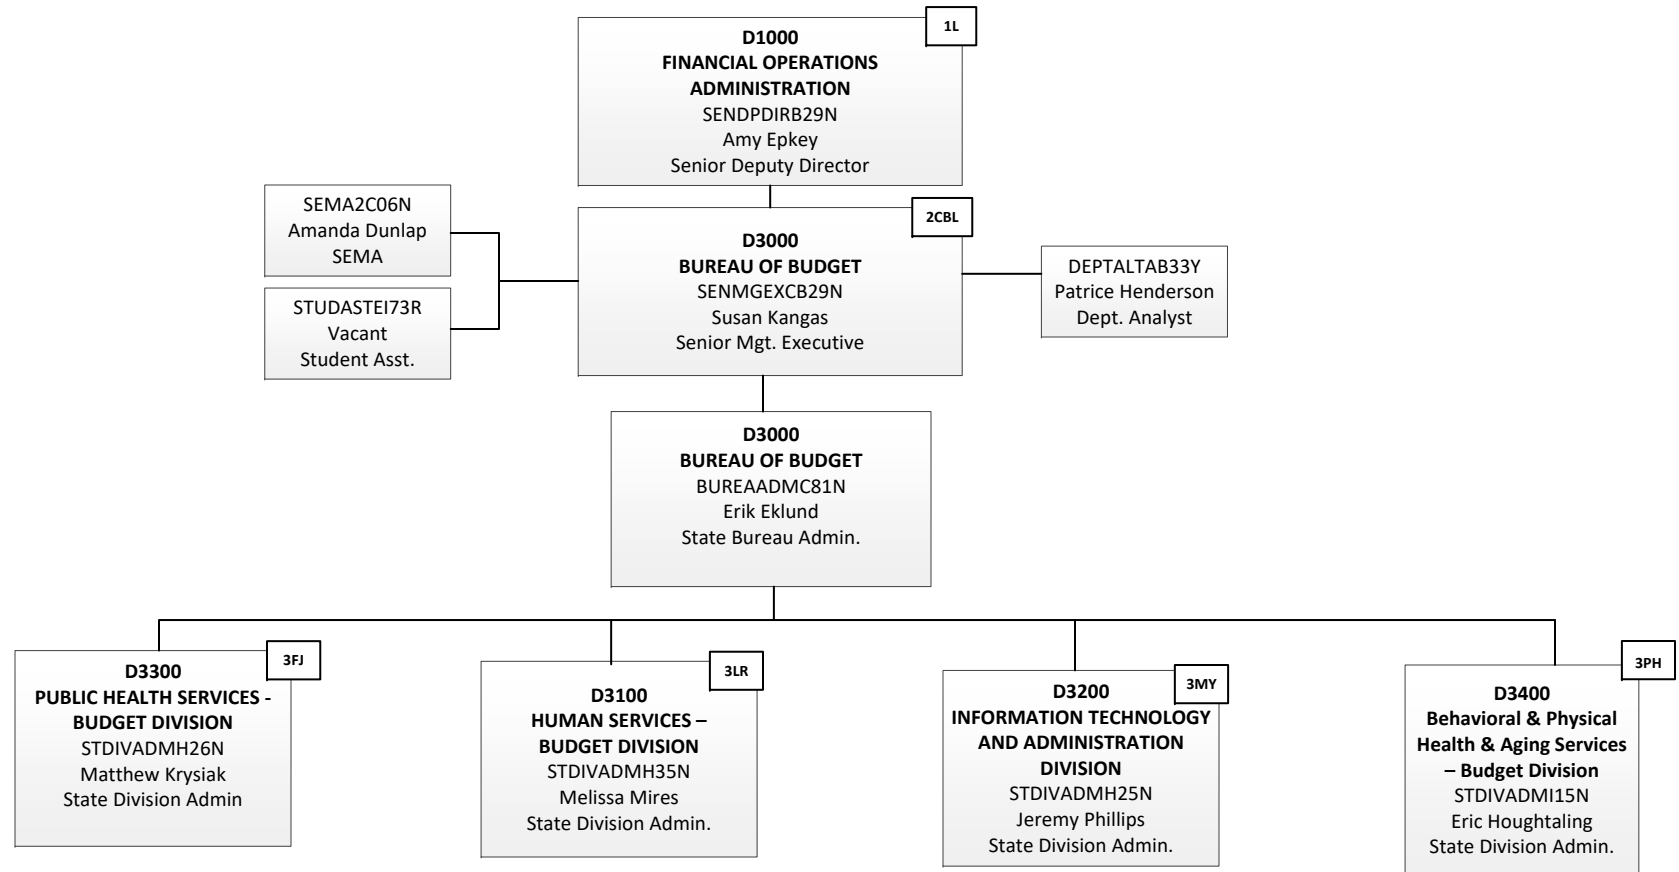 1L
D1000
FINANCIAL OPERATIONS
ADMINISTRATION
SENDPDIRB29N
Amy Epkey
Senior Deputy Director
SEMA2C06N
Amanda Dunlap
SEMA
STUDASTEI73R
Vacant
Student Asst.
2CBL
D3000
BUREAU OF BUDGET
SENMGEXCB29N
Susan Kangas
Senior Mgt. Executive
DEPTALTAB33Y
Patrice Henderson
Dept. Analyst
D3000
BUREAU OF BUDGET
BUREAADMC81N
Erik Eklund
State Bureau Admin.
3FJ
D3300
PUBLIC HEALTH SERVICES -
BUDGET DIVISION
STDIVADMH26N
Matthew Krysiak
State Division Admin
3LR
D3100
HUMAN SERVICES –
BUDGET DIVISION
STDIVADMH35N
Melissa Mires
State Division Admin.
3MY
D3200
INFORMATION TECHNOLOGY
AND ADMINISTRATION
DIVISION
STDIVADMH25N
Jeremy Phillips
State Division Admin.
3PH
D3400
Behavioral & Physical
Health & Aging Services
– Budget Division
STDIVADMI15N
Eric Houghtaling
State Division Admin.